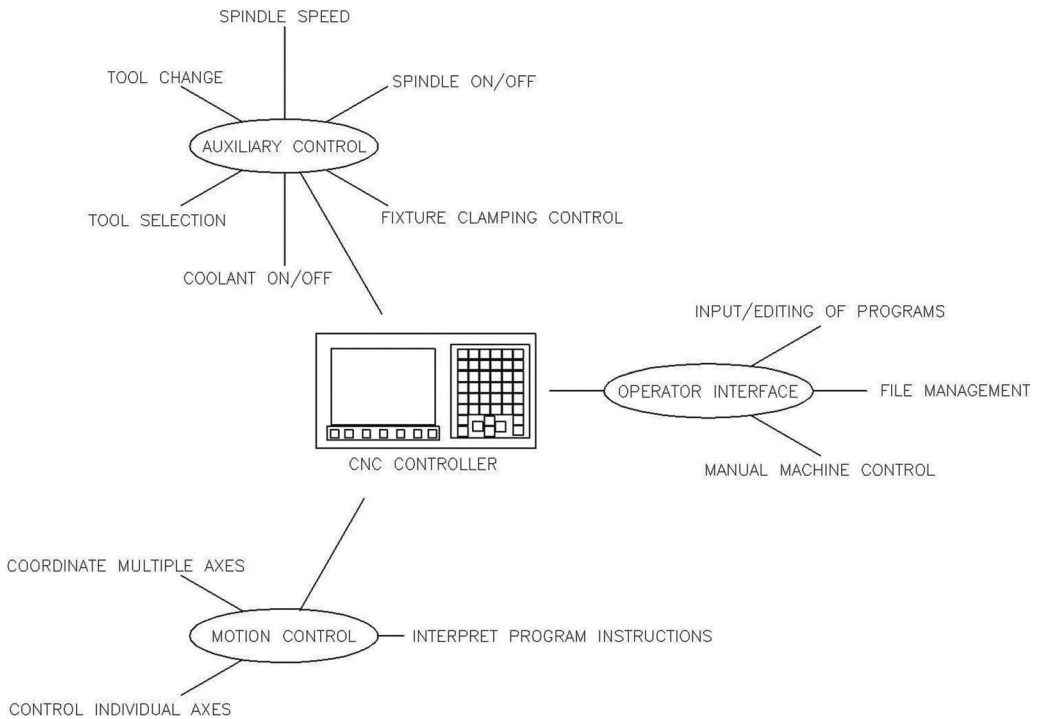 SPINDLE SPEED
TOOL CHANGE
SPINDLE ON/OFF
AUXILIARY CONTROL
TOOL SELECTION
FIXTURE CLAMPING CONTROL
COOLANT ON/OFF
INPUT/EDITING OF PROGRAMS
OPERATOR INTERFACE
FILE MANAGEMENT
CNC CONTROLLER
MANUAL MACHINE CONTROL
COORDINATE MULTIPLE AXES
MOTION CONTROL
INTERPRET PROGRAM INSTRUCTIONS
CONTROL INDIVIDUAL AXES